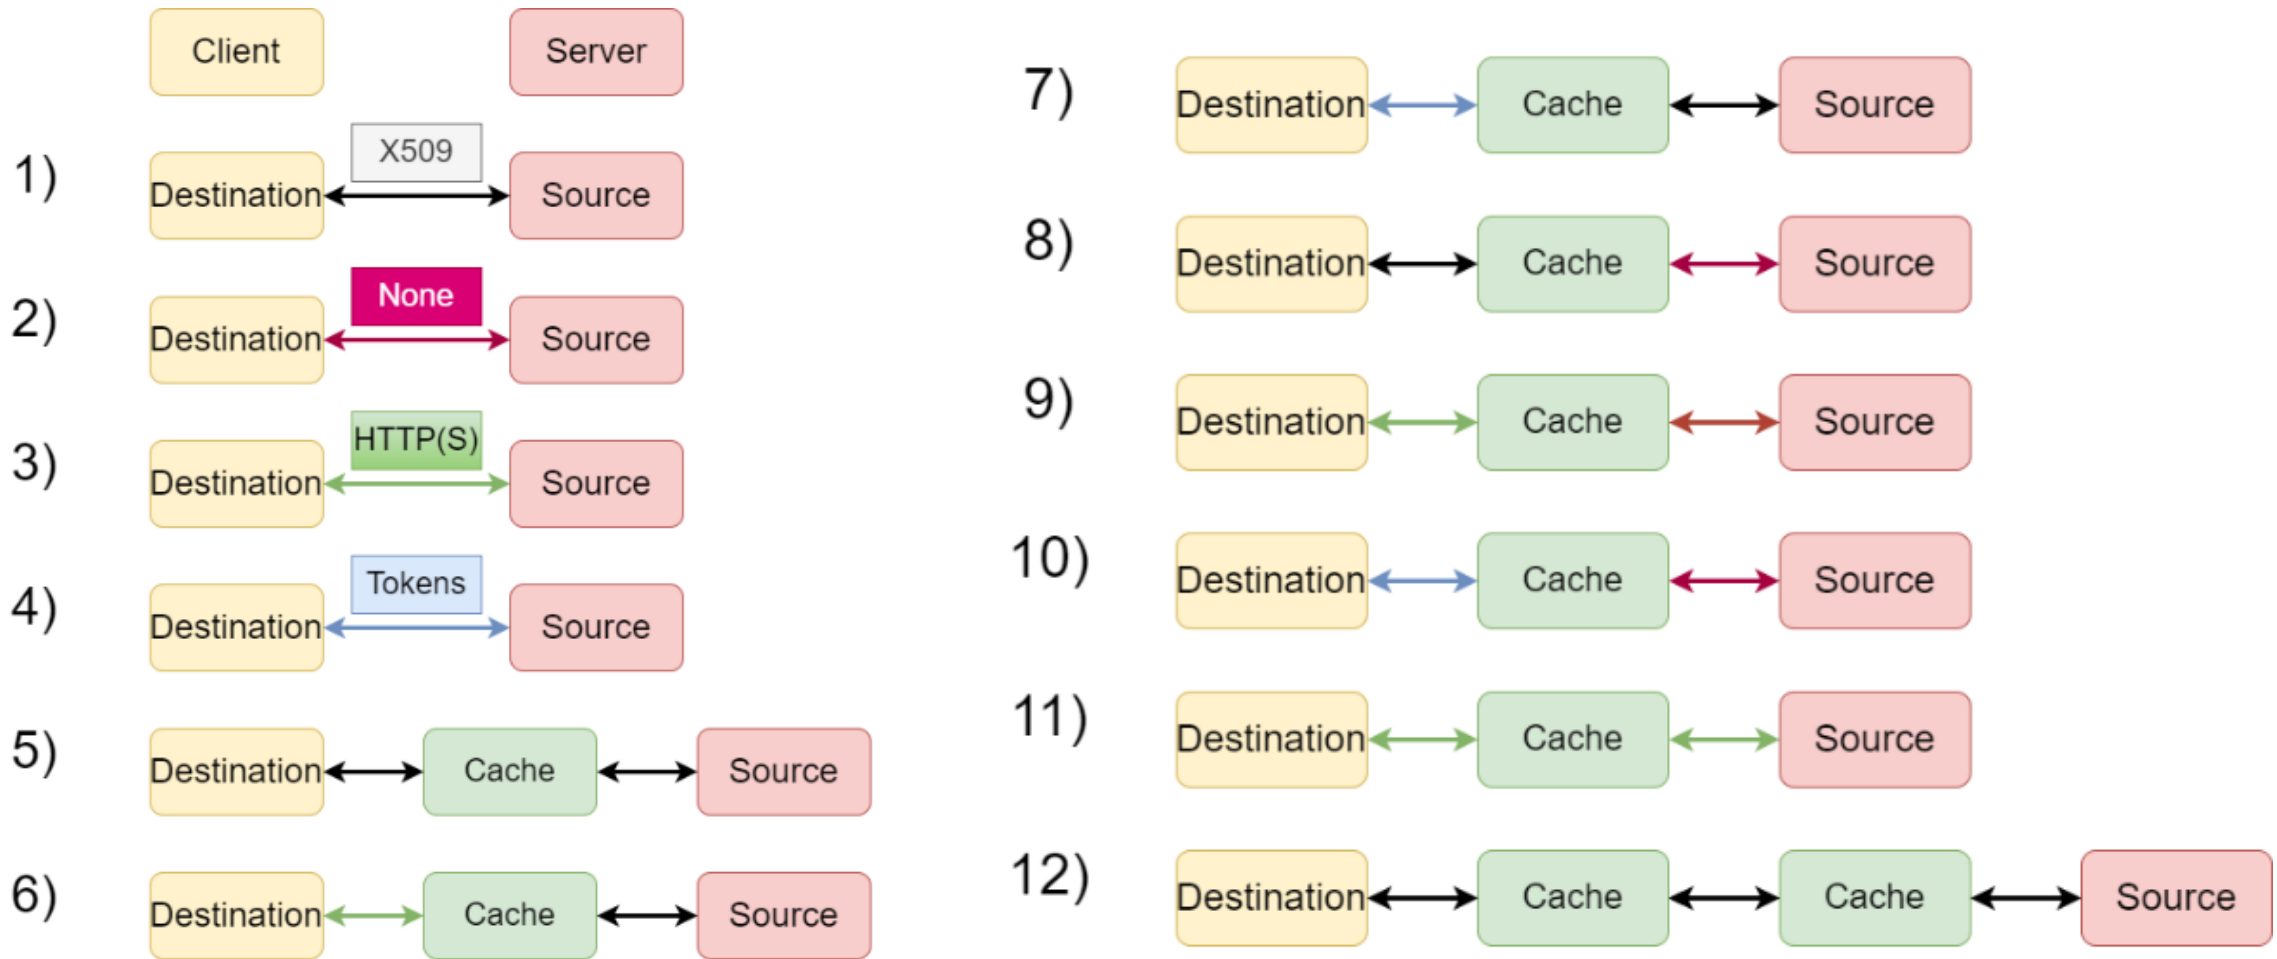 Client Server
1) Destination X509 Source
2) Destination None Source
3) Destination HTTP(S) Source
4) Destination Tokens Source
5) Destination Cache Source
6) Destination Cache Source
7) Destination Cache Source
8) Destination Cache Source
9) Destination Cache Source
10) Destination Cache Source
11) Destination Cache Source
12) Destination Cache Cache Source